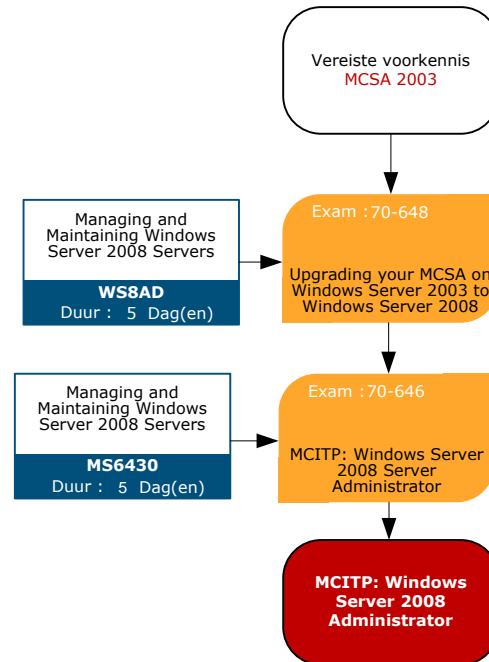 Vereiste voorkennis
MCSA 2003
Managing and
Maintaining Windows
Server 2008 Servers
WS8AD
Duur : 5 Dag(en)
Exam :70-648
Upgrading your MCSA on
Windows Server 2003 to
Windows Server 2008
Managing and
Maintaining Windows
Server 2008 Servers
MS6430
Duur : 5 Dag(en)
Exam :70-646
MCITP: Windows Server
2008 Server
Administrator
MCITP: Windows
Server 2008
Administrator